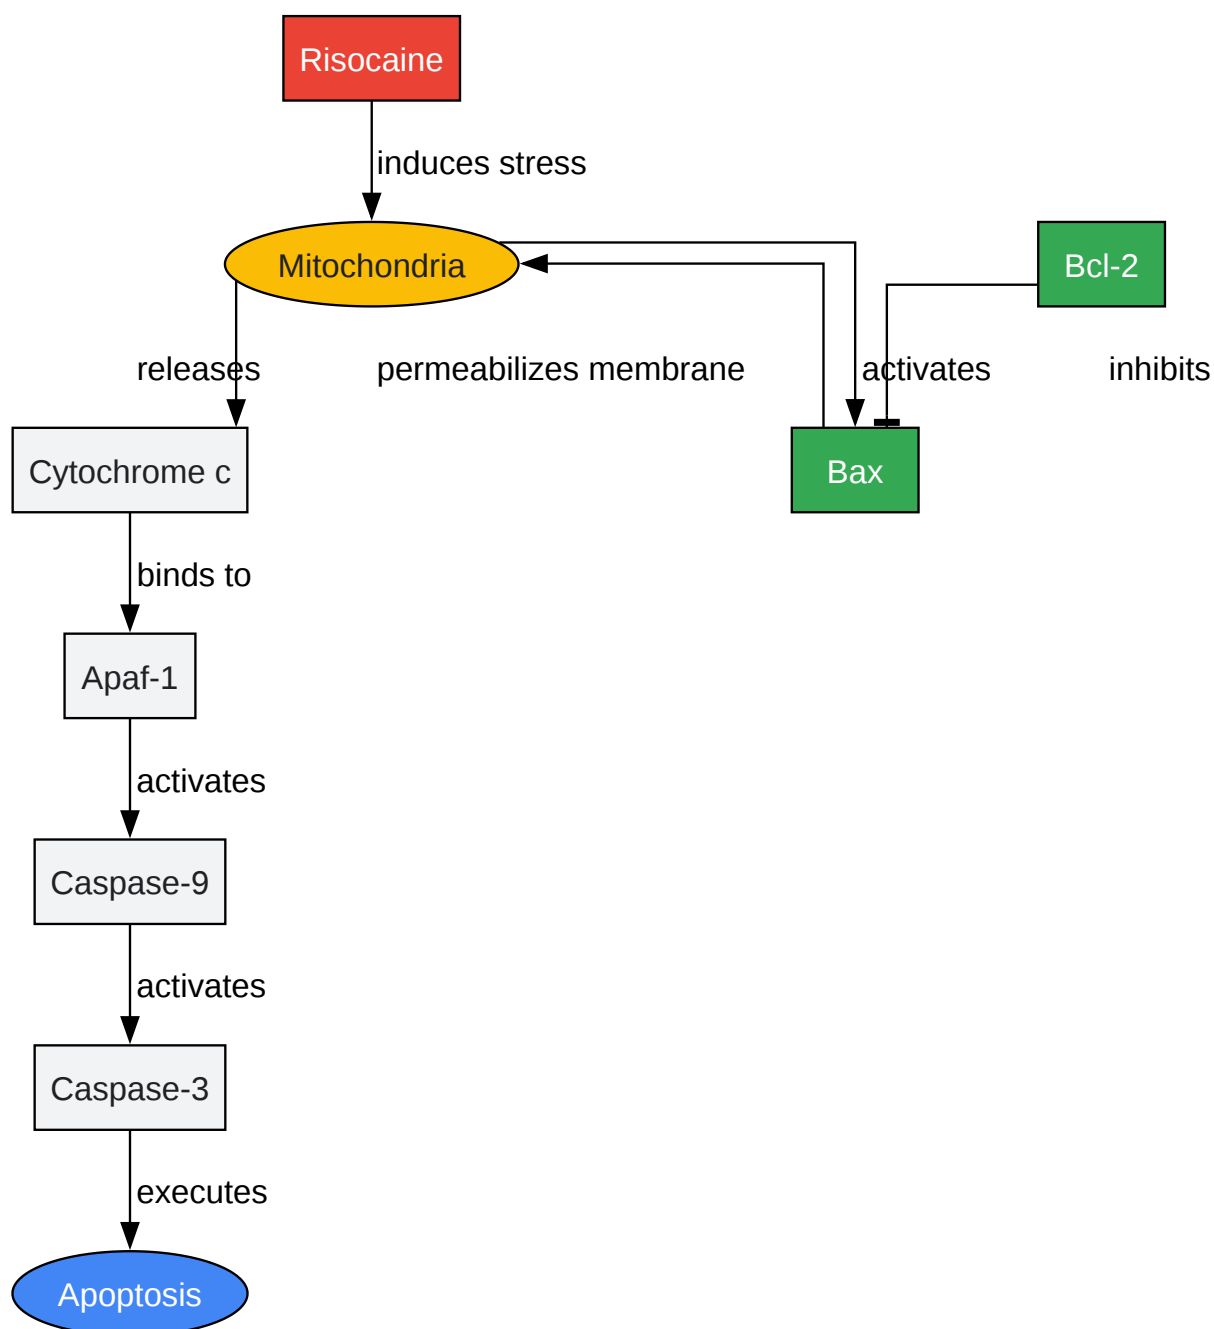 Risocaine
induces stress
Mitochondria
Bcl-2
releases
permeabilizes membrane
activates
inhibits
Cytochrome c
Bax
binds to
Apaf-1
activates
Caspase-9
activates
Caspase-3
executes
Apoptosis